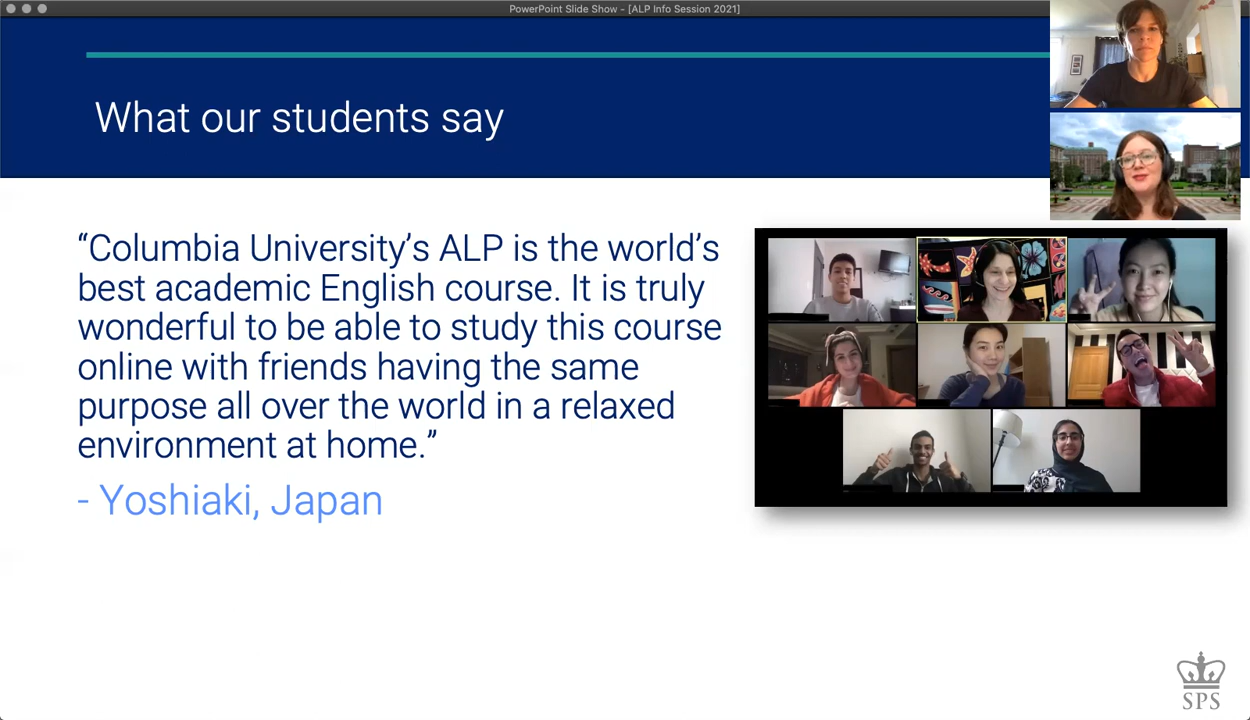 PowerPoint Slide Show - [ALP Info Session 2021]
What our students say
“Columbia University’s ALP is the world’s
best academic English course. It is truly
wonderful to be able to study this course
online with friends having the same
purpose all over the world in a relaxed
environment at home.”
- Yoshiaki, Japan
SPS